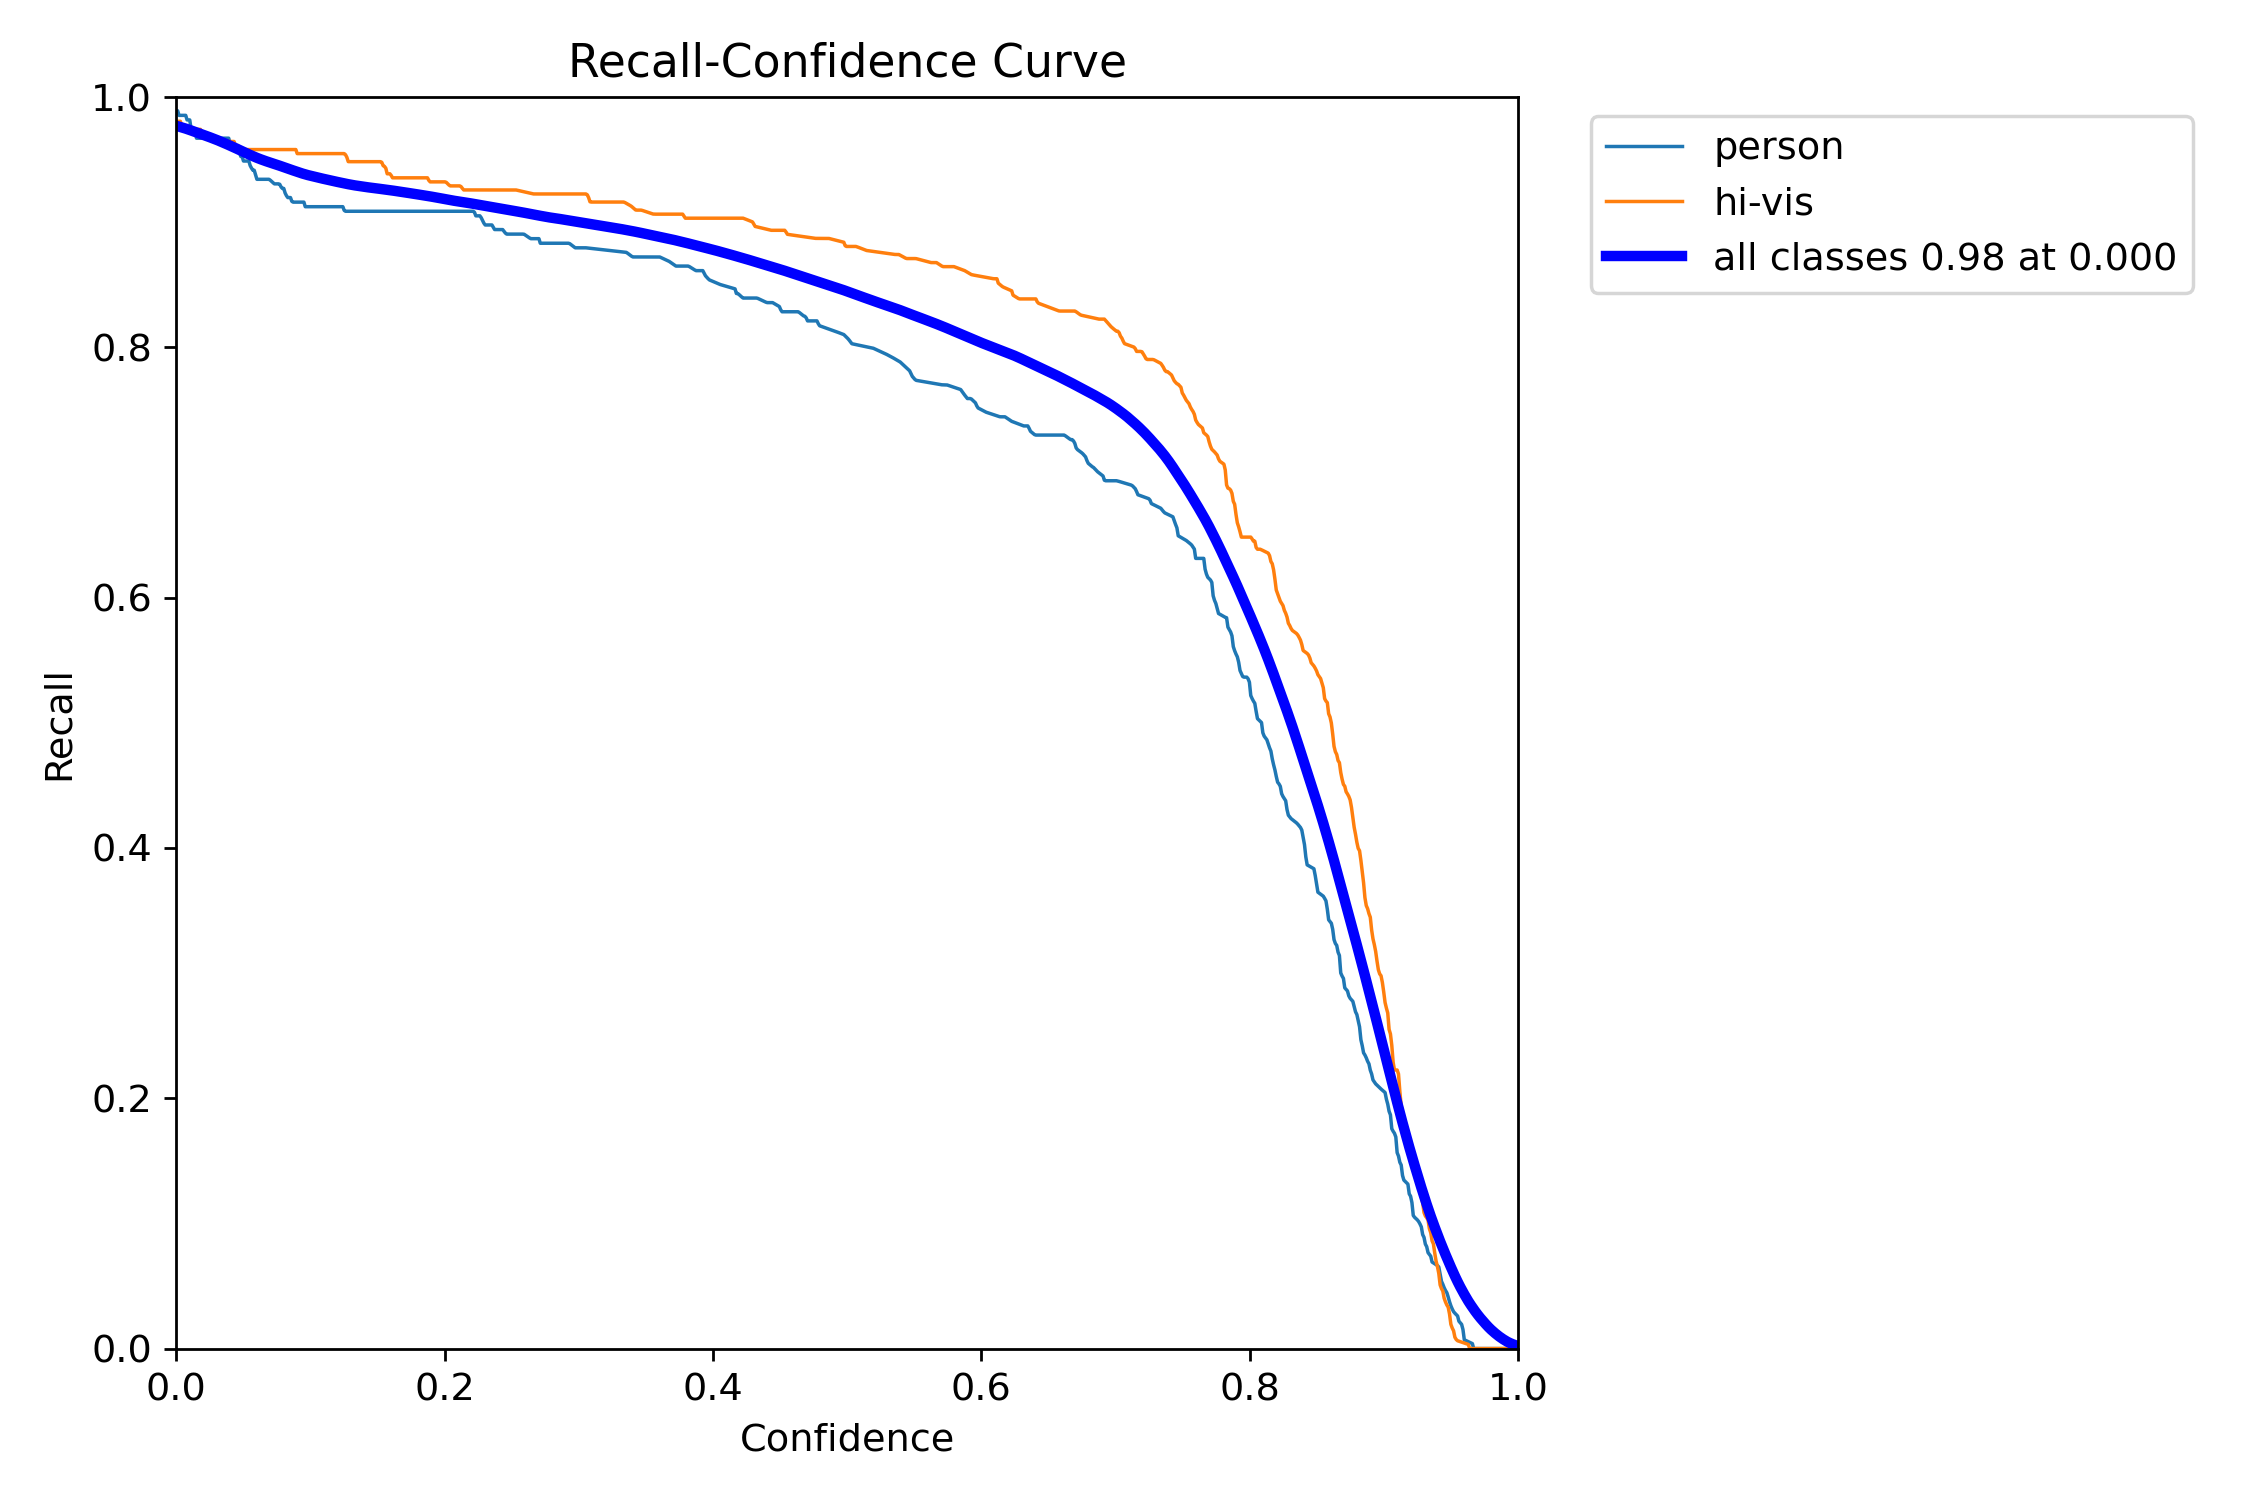 Recall-Confidence Curve
1.0
0.8
0.6
0.4
0.2
0.0
Recall
0.0 0.2 0.4 0.6 0.8 1.0
Confidence
person
hi-vis
all classes 0.98 at 0.000